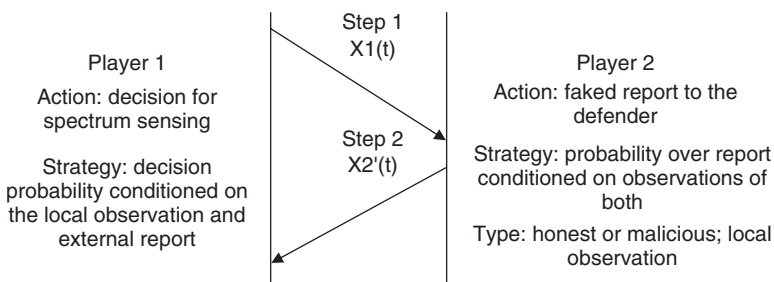 Step 1
X1(t)
Player 1
Action: decision for
spectrum sensing
Strategy: decision
probability conditioned on
the local observation and
external report
Step 2
X2'(t)
Player 2
Action: faked report to the
defender
Strategy: probability over report
conditioned on observations of
both
Type: honest or malicious; local
observation